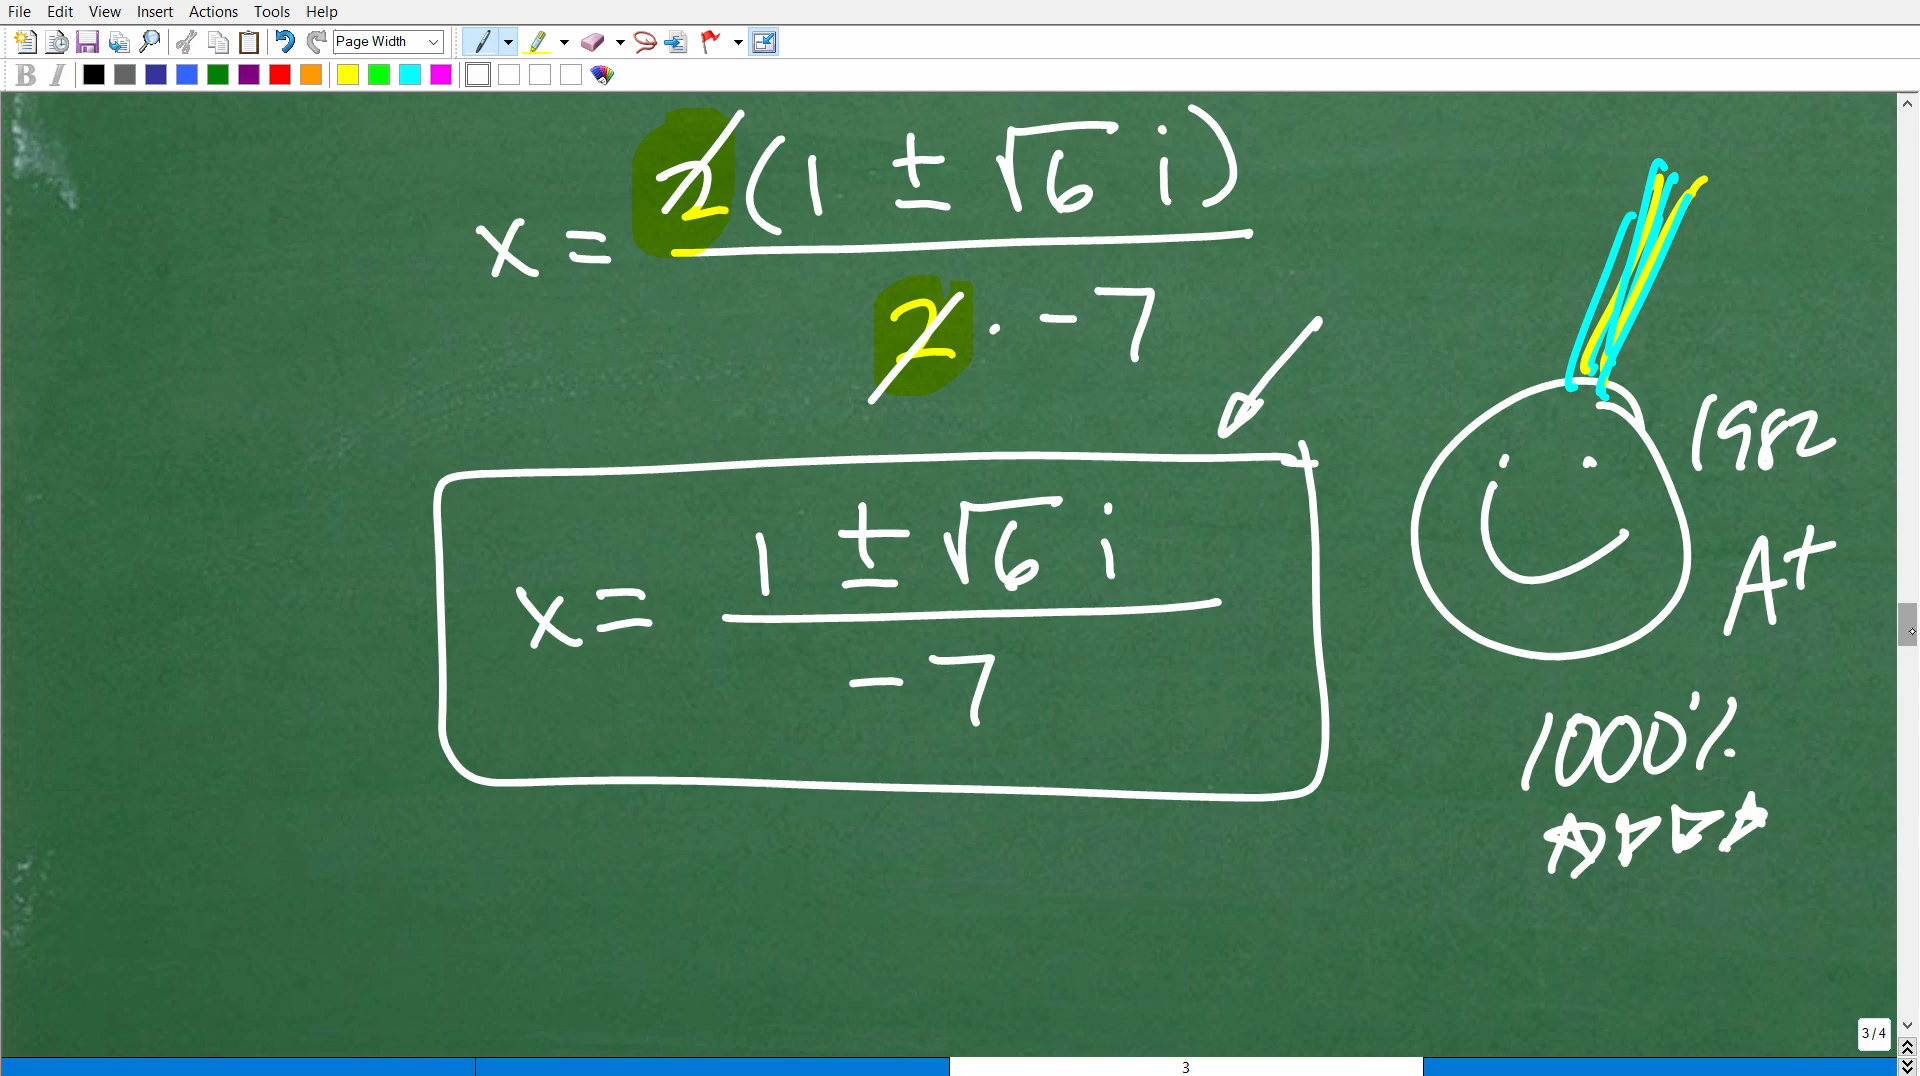 File Edit View Insert Actions Tools Help
Page Width
B I
x = 2(1 ± √6 i)
2 · -7
x = 1 ± √6 i
-7
1982
A+
1000%
3 / 4
3